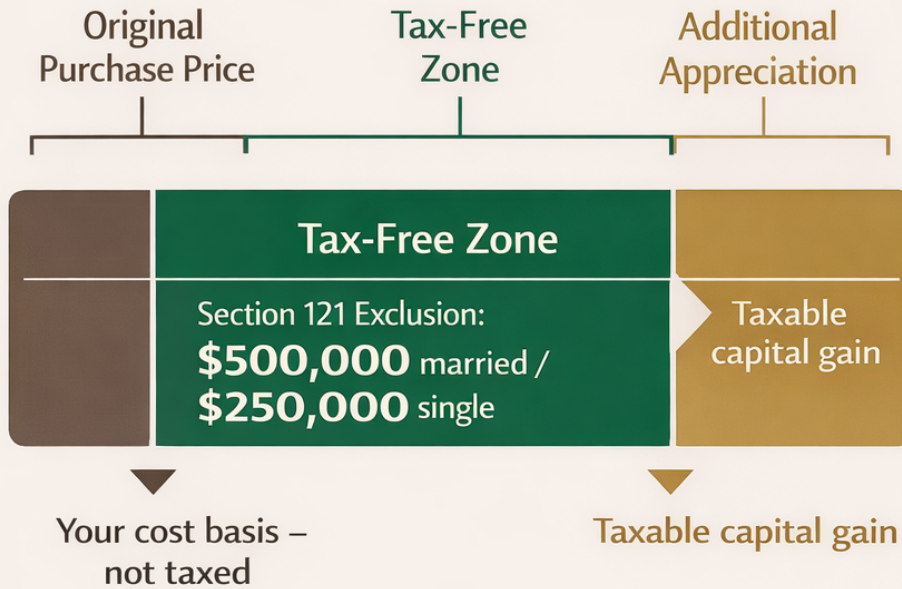 Original
Purchase Price
Tax-Free
Zone
Additional
Appreciation
Tax-Free Zone
Section 121 Exclusion:
$500,000 married /
$250,000 single
Taxable
capital gain
Your cost basis –
not taxed
Taxable capital gain